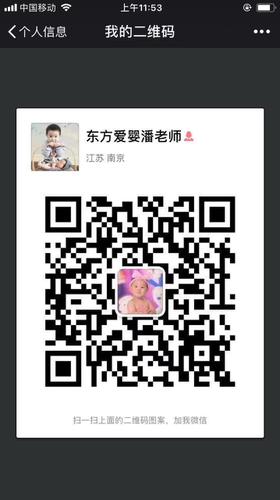 中国移动 上午11:53
个人信息 我的二维码
东方爱婴潘老师
江苏 南京
扫一扫上面的二维码图案，加我微信